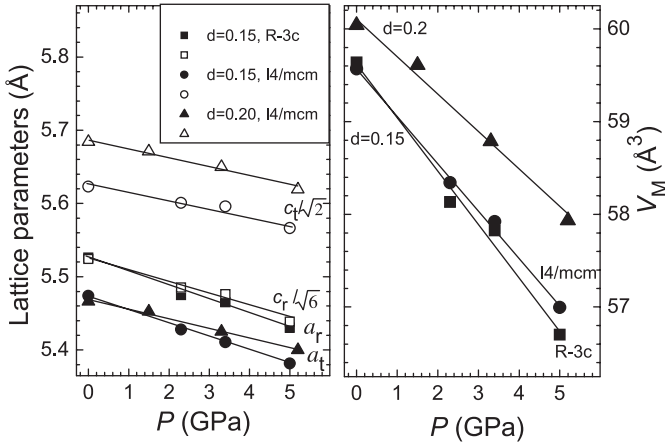 d=0.15, R-3c
d=0.15, I4/mcm
d=0.20, I4/mcm
Lattice parameters (Å)
5.8
5.7
5.6
5.5
5.4
c_t/√2
c_r/√6
a_r
a_t
0 1 2 3 4 5
P (GPa)
d=0.2
d=0.15
I4/mcm
R-3c
60
59
58
57
V_M (Å³)
0 1 2 3 4 5
P (GPa)